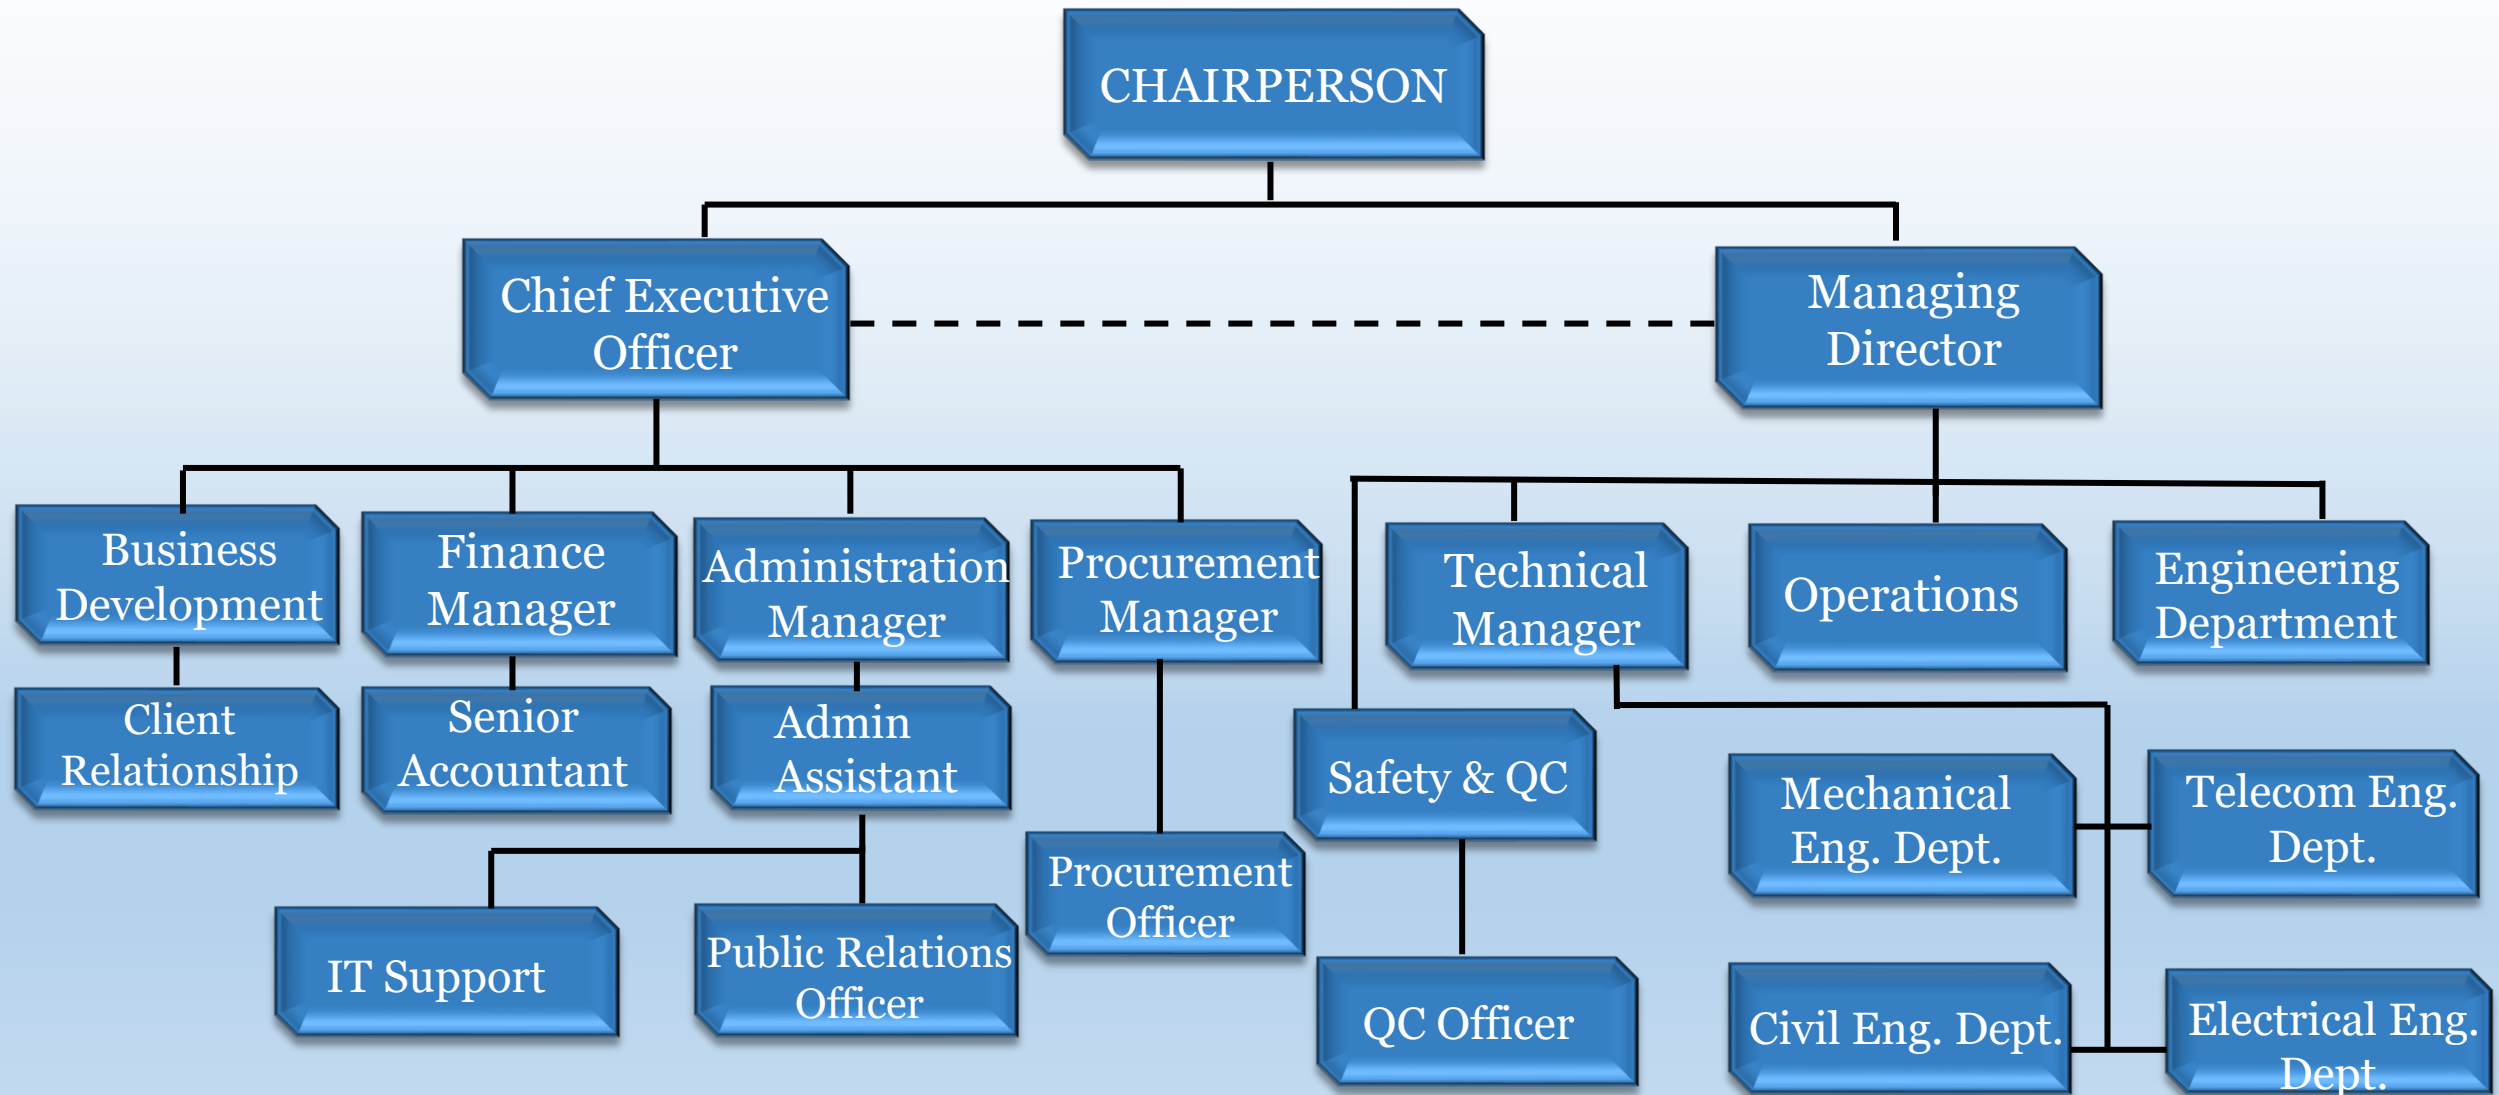 CHAIRPERSON
Chief Executive
Officer
Managing
Director
Business
Development
Finance
Manager
Administration
Manager
Procurement
Manager
Technical
Manager
Operations
Engineering
Department
Client
Relationship
Senior
Accountant
Admin
Assistant
Safety & QC
Mechanical
Eng. Dept.
Telecom Eng.
Dept.
Procurement
Officer
IT Support
Public Relations
Officer
QC Officer
Civil Eng. Dept.
Electrical Eng.
Dept.